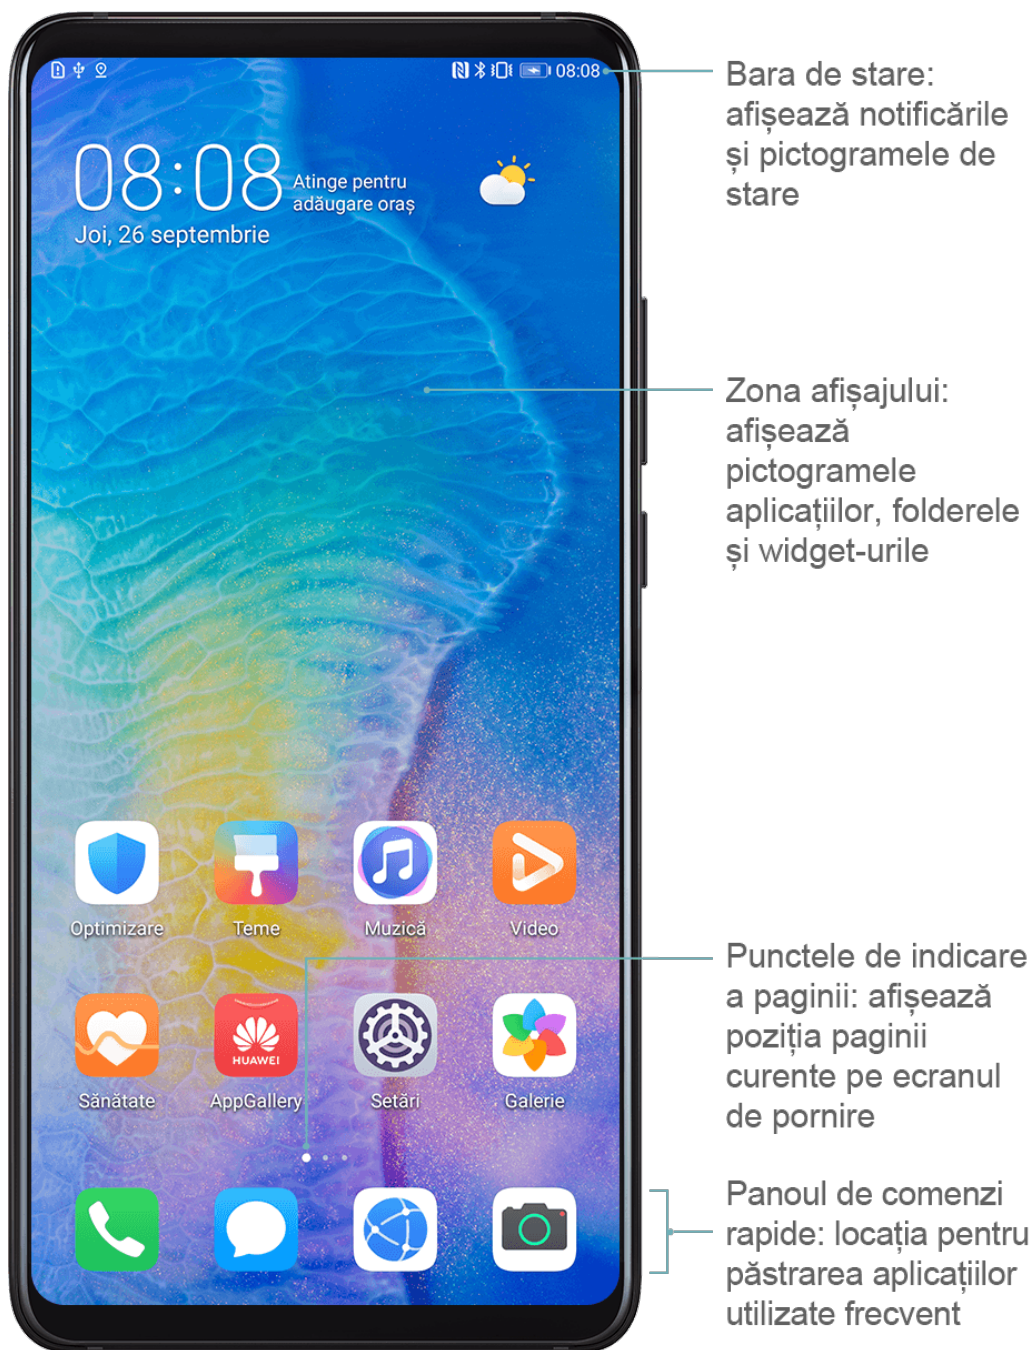 08:08
Bara de stare:
afișează notificările
și pictogramele de
stare
08:08
Atinge pentru
adăugare oraș
Joi, 26 septembrie
Zona afișajului:
afișează
pictogramele
aplicațiilor, folderele
și widget-urile
Optimizare
Teme
Muzică
Video
Punctele de indicare
a paginii: afișează
poziția paginii
curente pe ecranul
de pornire
HUAWEI
Sănătate
AppGallery
Setări
Galerie
Panoul de comenzi
rapide: locația pentru
păstrarea aplicațiilor
utilizate frecvent